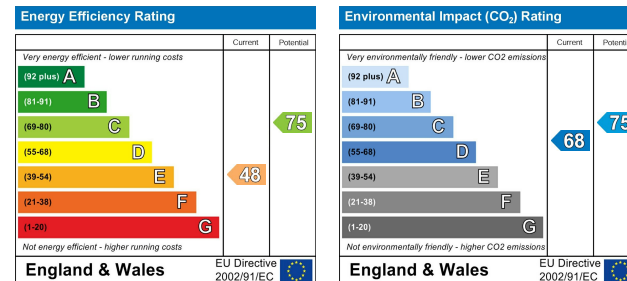 Energy Efficiency Rating
Current Potential
Very energy efficient - lower running costs
(92 plus) A
(81-91) B
(69-80) C
(55-68) D
(39-54) E
(21-38) F
(1-20) G
48
75
Not energy efficient - higher running costs
England & Wales
EU Directive
2002/91/EC
Environmental Impact (CO₂) Rating
Current Potential
Very environmentally friendly - lower CO2 emissions
(92 plus) A
(81-91) B
(69-80) C
(55-68) D
(39-54) E
(21-38) F
(1-20) G
68
75
Not environmentally friendly - higher CO2 emissions
England & Wales
EU Directive
2002/91/EC